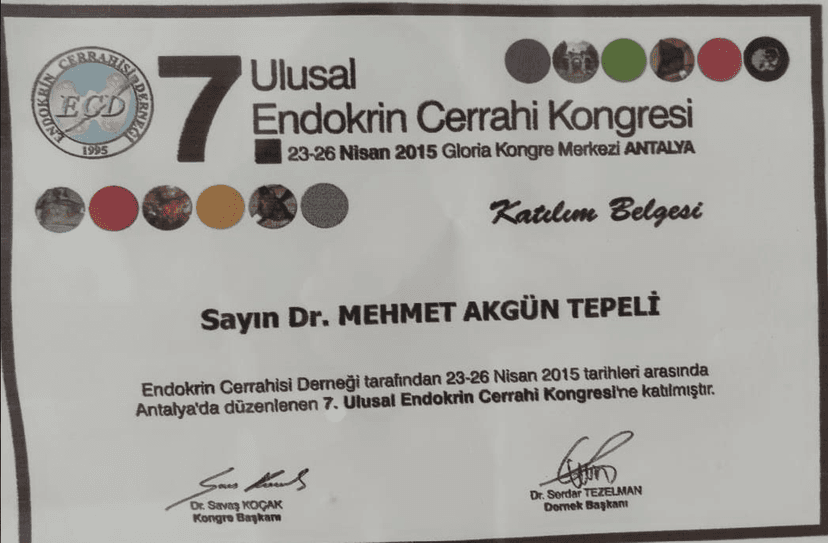 ENDOKRİN CERRAHİSİ DERNEĞİ
ECD
1995
7 Ulusal
Endokrin Cerrahi Kongresi
23-26 Nisan 2015 Gloria Kongre Merkezi ANTALYA
Katılım Belgesi
Sayın Dr. MEHMET AKGÜN TEPELİ
Endokrin Cerrahisi Derneği tarafından 23-26 Nisan 2015 tarihleri arasında
Antalya'da düzenlenen 7. Ulusal Endokrin Cerrahi Kongresi'ne katılmıştır.
Dr. Savaş KOÇAK
Kongre Başkanı
Dr. Serdar TEZELMAN
Dernek Başkanı